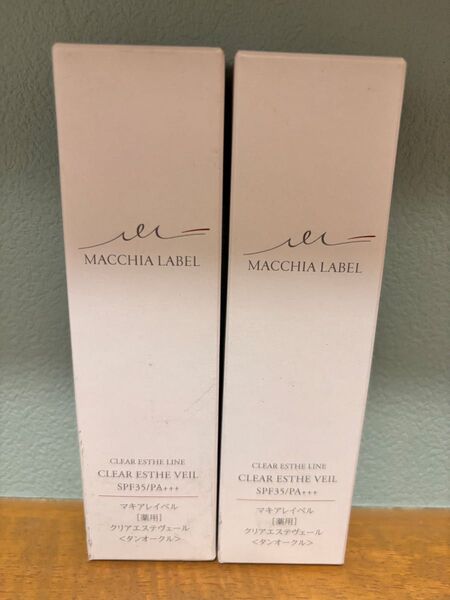 MACCHIA LABEL
CLEAR ESTHE LINE
CLEAR ESTHE VEIL
SPF35/PA+++
マキアレイベル
[薬用]
クリアエステヴェール
<タンオークル>
MACCHIA LABEL
CLEAR ESTHE LINE
CLEAR ESTHE VEIL
SPF35/PA+++
マキアレイベル
[薬用]
クリアエステヴェール
<タンオークル>